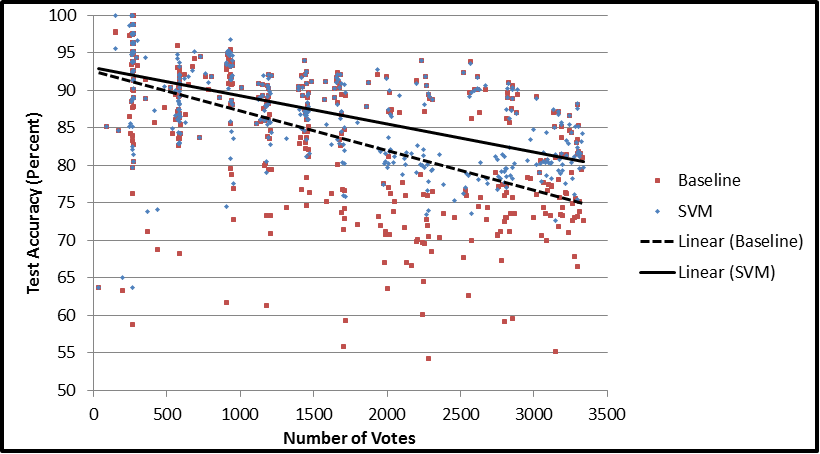 100
95
90
85
80
75
70
65
60
55
50
Test Accuracy (Percent)
0 500 1000 1500 2000 2500 3000 3500
Number of Votes
Baseline
SVM
Linear (Baseline)
Linear (SVM)